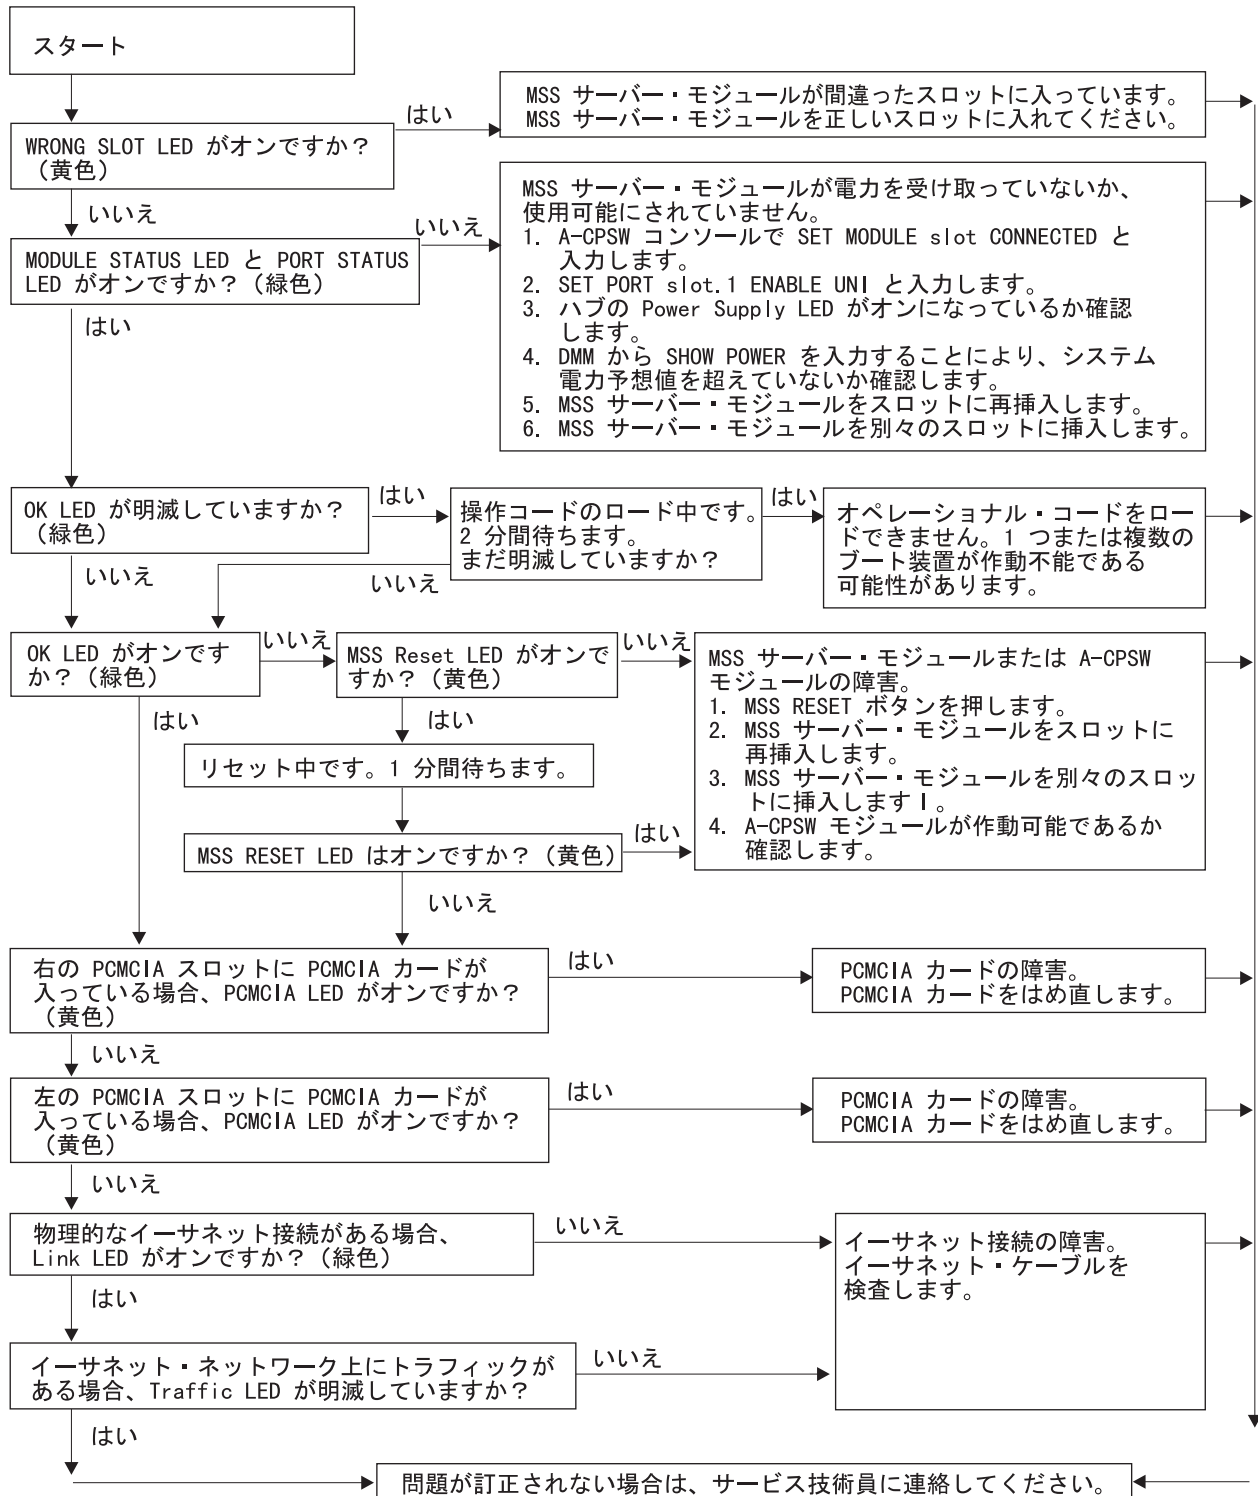 スタート
はい
MSS サーバー・モジュールが間違ったスロットに入っています。
MSS サーバー・モジュールを正しいスロットに入れてください。
WRONG SLOT LED がオンですか？
（黄色）
いいえ
いいえ
MSS サーバー・モジュールが電力を受け取っていないか、
使用可能にされていません。
1. A-CPSW コンソールで SET MODULE slot CONNECTED と
入力します。
2. SET PORT slot.1 ENABLE UNI と入力します。
3. ハブの Power Supply LED がオンになっているか確認
します。
4. DMM から SHOW POWER を入力することにより、システム
電力予想値を超えていないか確認します。
5. MSS サーバー・モジュールをスロットに再挿入します。
6. MSS サーバー・モジュールを別々のスロットに挿入します。
MODULE STATUS LED と PORT STATUS
LED がオンですか？（緑色）
はい
OK LED が明滅していますか？
（緑色）
はい
操作コードのロード中です。
2 分間待ちます。
まだ明滅していますか？
はい
オペレーショナル・コードをロー
ドできません。1 つまたは複数の
ブート装置が作動不能である
可能性があります。
いいえ
いいえ
OK LED がオンです
か？（緑色）
いいえ
MSS Reset LED がオンで
すか？（黄色）
いいえ
MSS サーバー・モジュールまたは A-CPSW
モジュールの障害。
1. MSS RESET ボタンを押します。
2. MSS サーバー・モジュールをスロットに
再挿入します。
3. MSS サーバー・モジュールを別々のスロッ
トに挿入しますI。
4. A-CPSW モジュールが作動可能であるか
確認します。
はい
はい
リセット中です。1 分間待ちます。
MSS RESET LED はオンですか？（黄色）
はい
いいえ
右の PCMCIA スロットに PCMCIA カードが
入っている場合、PCMCIA LED がオンですか？
（黄色）
はい
PCMCIA カードの障害。
PCMCIA カードをはめ直します。
いいえ
左の PCMCIA スロットに PCMCIA カードが
入っている場合、PCMCIA LED がオンですか？
（黄色）
はい
PCMCIA カードの障害。
PCMCIA カードをはめ直します。
いいえ
物理的なイーサネット接続がある場合、
Link LED がオンですか？（緑色）
いいえ
イーサネット接続の障害。
イーサネット・ケーブルを
検査します。
はい
イーサネット・ネットワーク上にトラフィックが
ある場合、Traffic LED が明滅していますか？
いいえ
はい
問題が訂正されない場合は、サービス技術員に連絡してください。